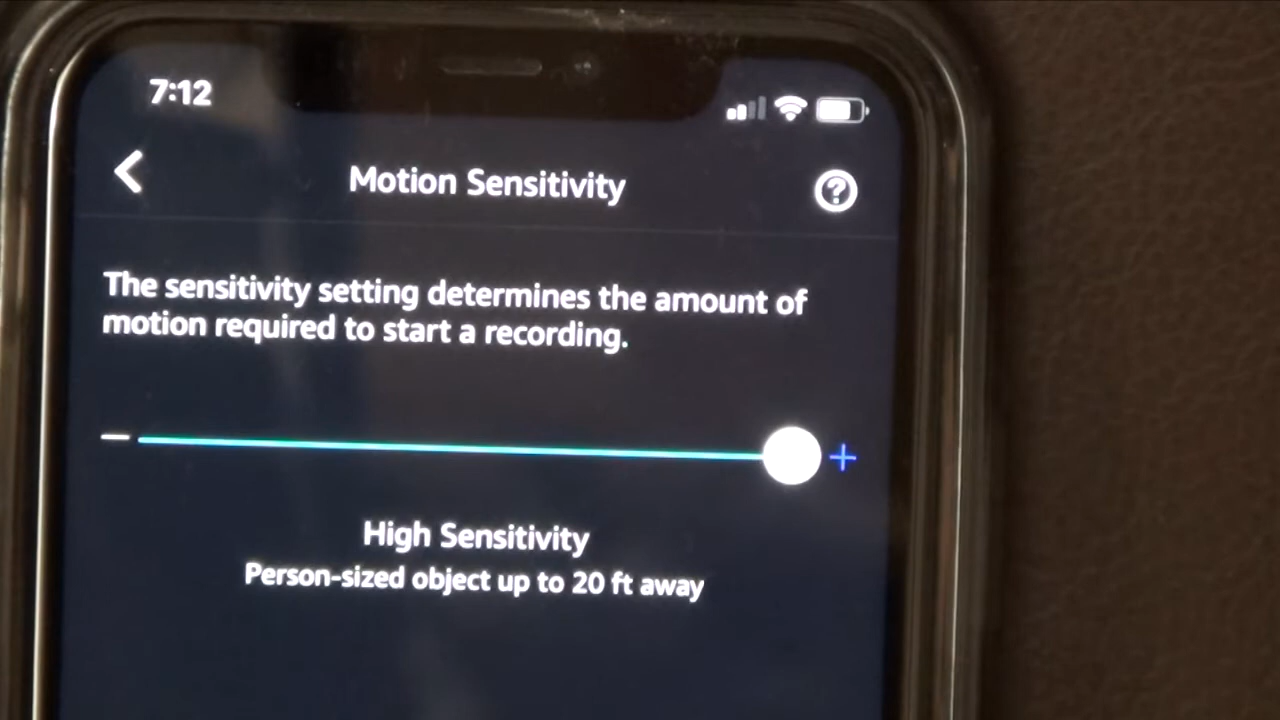 7:12
Motion Sensitivity
The sensitivity setting determines the amount of
motion required to start a recording.
High Sensitivity
Person-sized object up to 20 ft away